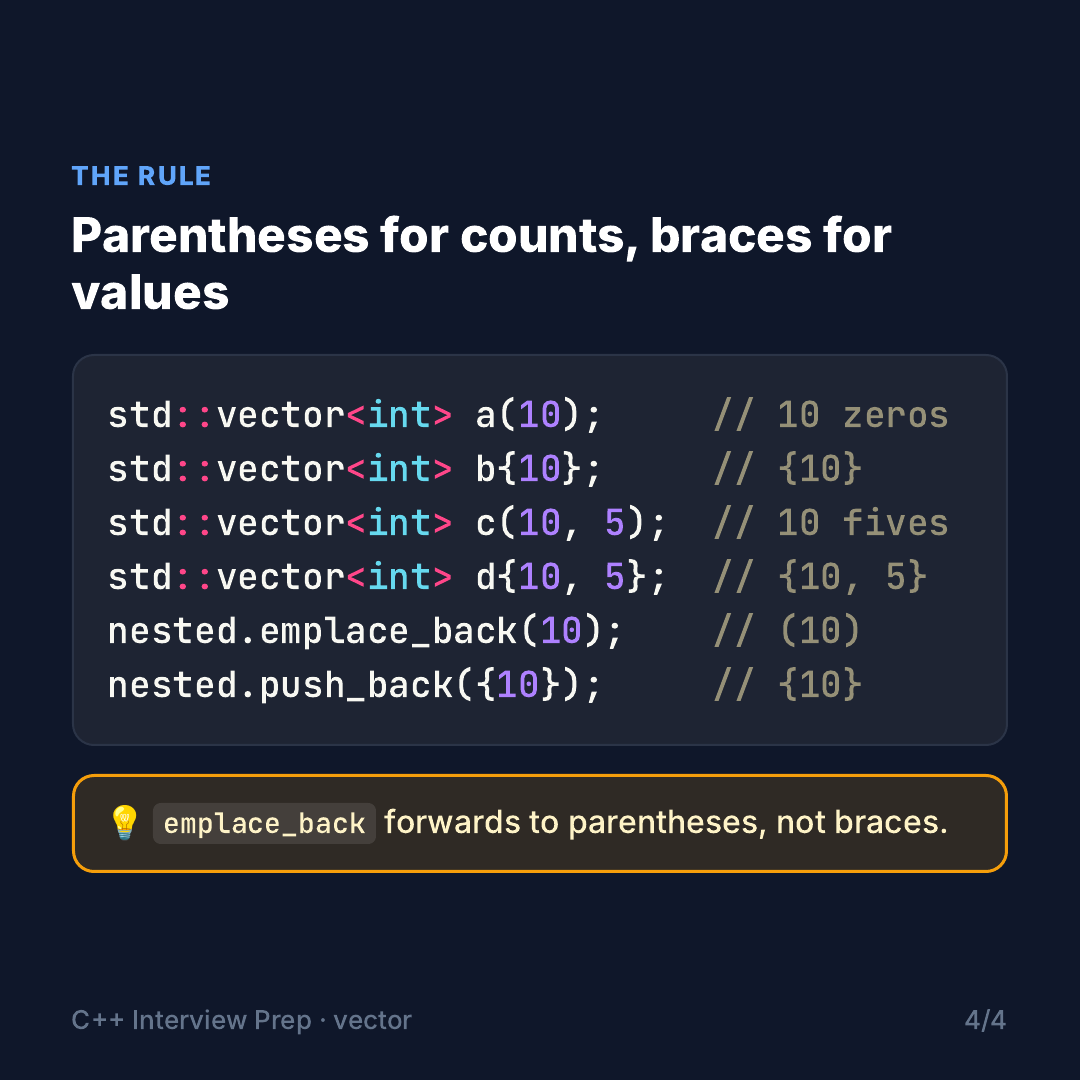 THE RULE
Parentheses for counts, braces for
values
std::vector<int> a(10);     // 10 zeros
std::vector<int> b{10};     // {10}
std::vector<int> c(10, 5);  // 10 fives
std::vector<int> d{10, 5};  // {10, 5}
nested.emplace_back(10);    // (10)
nested.push_back({10});     // {10}
💡 emplace_back forwards to parentheses, not braces.
C++ Interview Prep · vector
4/4